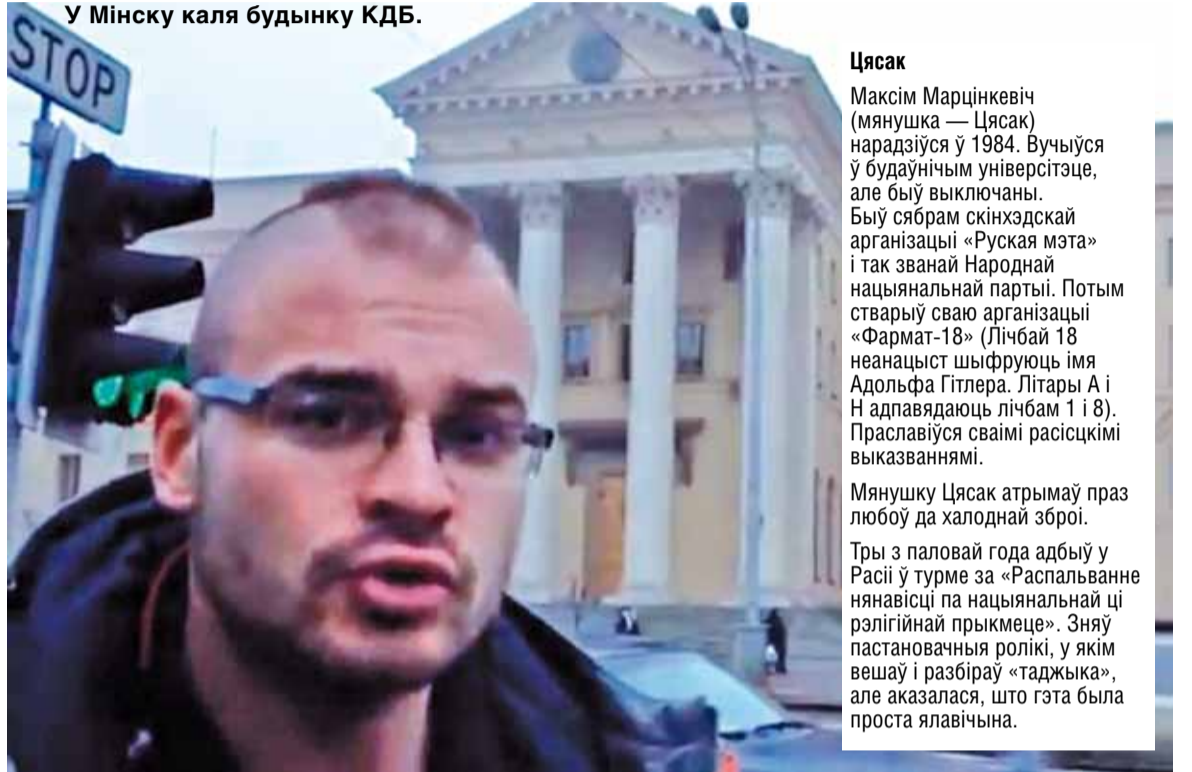 У Мінску каля будынку КДБ.
STOP
Цясак
Максім Марцінкевіч
(мянушка — Цясак)
нарадзіўся ў 1984. Вучыўся
ў будаўнічым універсітэце,
але быў выключаны.
Быў сябрам скінхэдскай
арганізацыі «Руская мэта»
і так званай Народнай
нацыянальнай партыі. Потым
стварыў сваю арганізацыі
«Фармат-18» (Лічбай 18
неанацыст шыфруюць імя
Адольфа Гітлера. Літары А і
Н адпавядаюць лічбам 1 і 8).
Праславіўся сваімі расісцкімі
выказваннямі.
Мянушку Цясак атрымаў праз
любоў да халоднай зброі.
Тры з паловай года адбыў у
Расіі ў турме за «Распальванне
нянавісці па нацыянальнай ці
рэлігійнай прыкмеце». Зняў
пастановачныя ролікі, у якім
вешаў і разбіраў «таджыка»,
але аказалася, што гэта была
проста ялавічына.